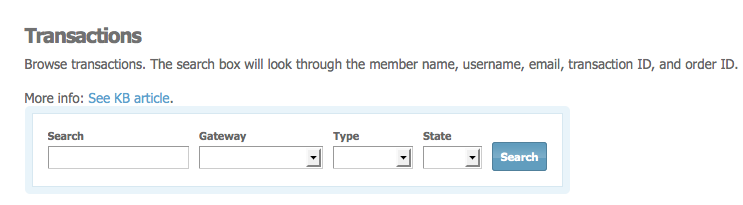 Transactions
Browse transactions. The search box will look through the member name, username, email, transaction ID, and order ID.
More info: See KB article.
Search Gateway Type State
Search